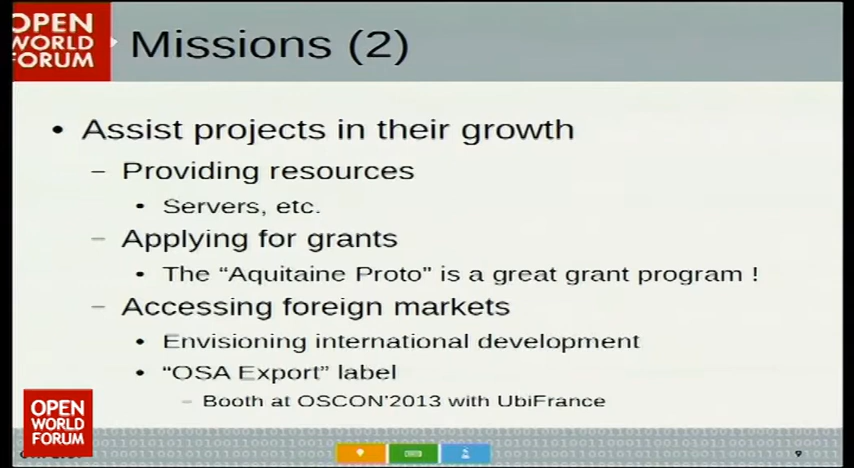 OPEN
WORLD
FORUM
Missions (2)
• Assist projects in their growth
– Providing resources
• Servers, etc.
– Applying for grants
• The “Aquitaine Proto" is a great grant program !
– Accessing foreign markets
• Envisioning international development
• “OSA Export” label
– Booth at OSCON'2013 with UbiFrance
OPEN
WORLD
FORUM
9